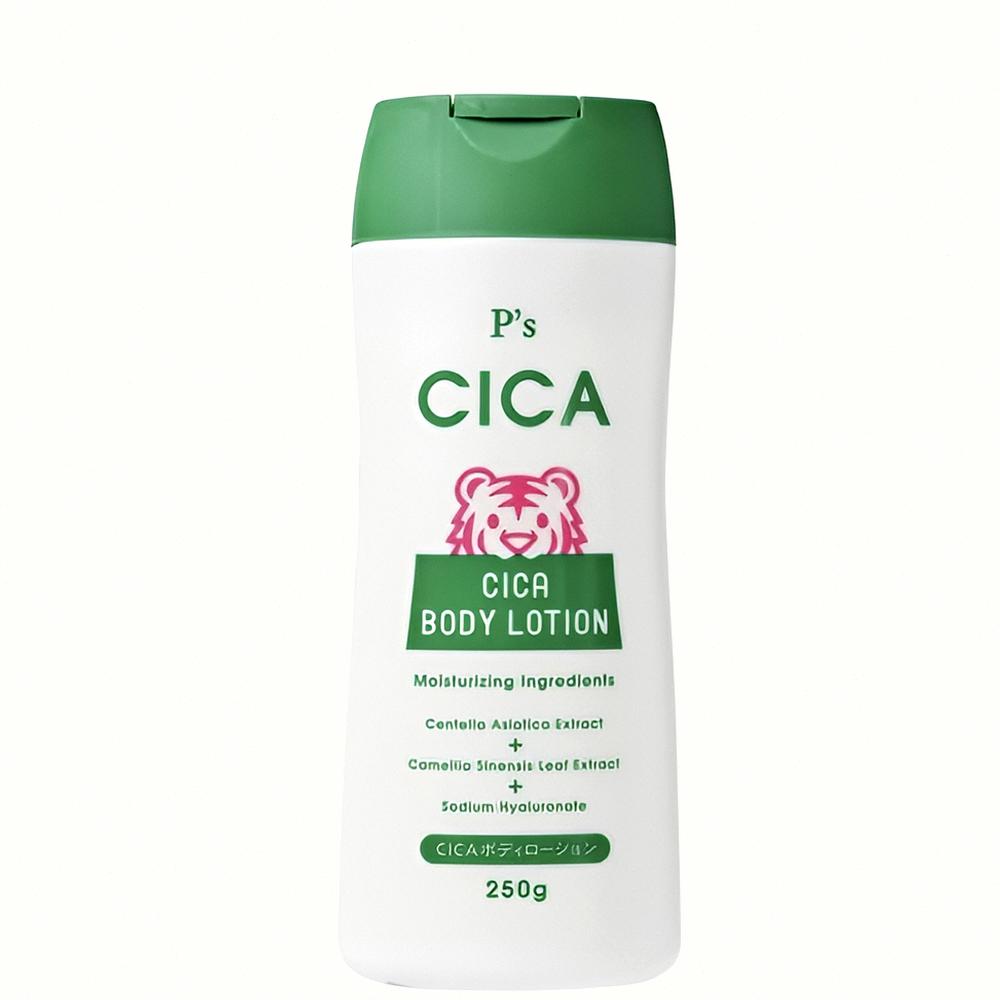 P's
CICA
CICA
BODY LOTION
Moisturizing Ingredients
Centella Asiatica Extract
+
Camellia Sinensis Leaf Extract
+
Sodium Hyaluronate
CICAボディローション
250g